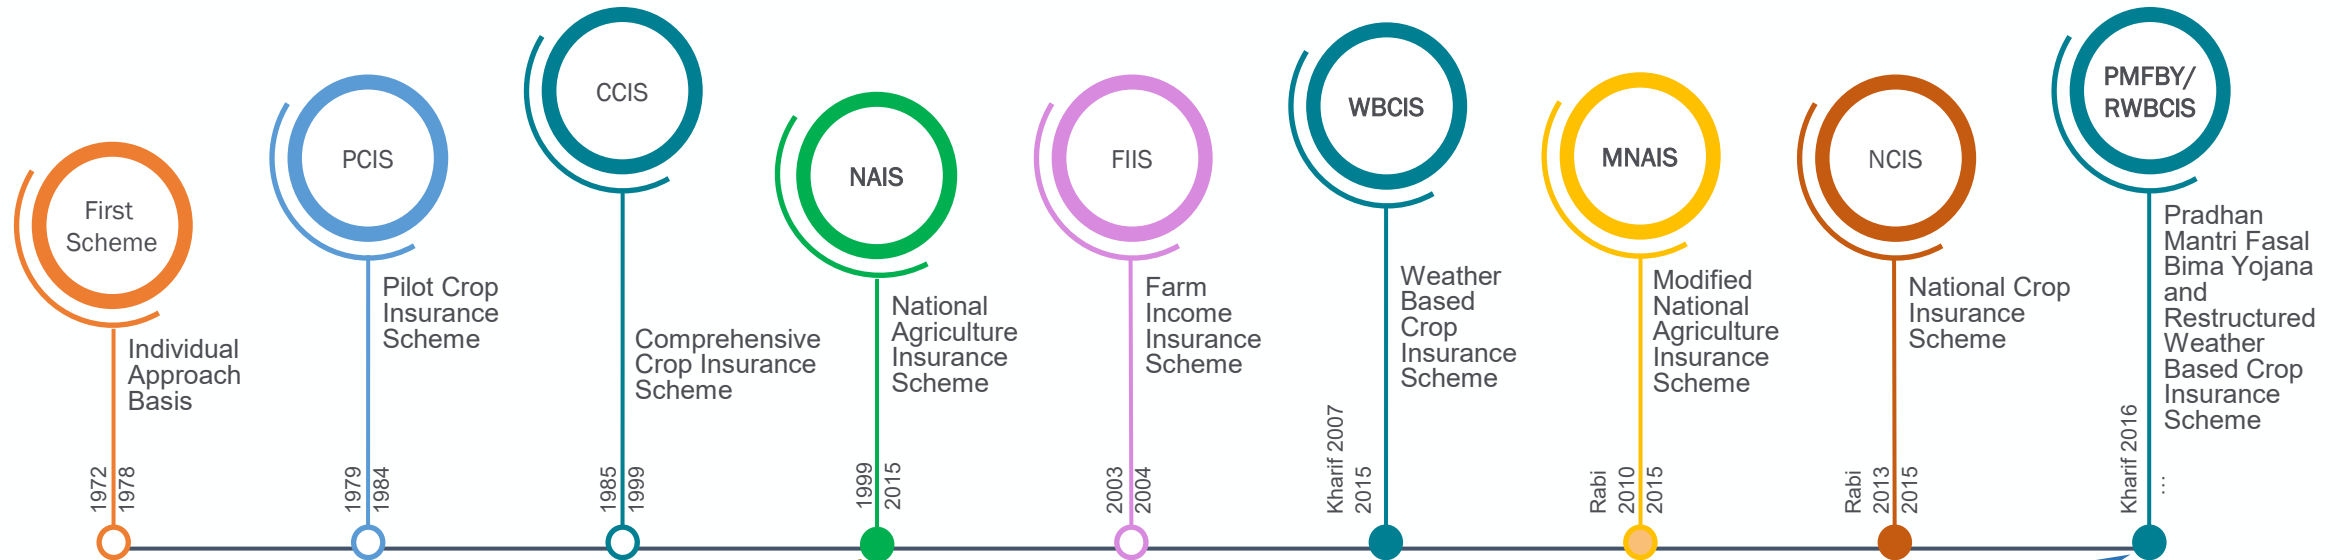 First
Scheme
Individual
Approach
Basis
1972
1978
PCIS
Pilot Crop
Insurance
Scheme
1979
1984
CCIS
Comprehensive
Crop Insurance
Scheme
1985
1999
NAIS
National
Agriculture
Insurance
Scheme
1999
2015
FIIS
Farm
Income
Insurance
Scheme
2003
2004
WBCIS
Weather
Based
Crop
Insurance
Scheme
Kharif 2007
2015
MNAIS
Modified
National
Agriculture
Insurance
Scheme
Rabi
2010
2015
NCIS
National Crop
Insurance
Scheme
Rabi
2013
2015
PMFBY/
RWBCIS
Pradhan
Mantri Fasal
Bima Yojana
and
Restructured
Weather
Based Crop
Insurance
Scheme
Kharif 2016
...